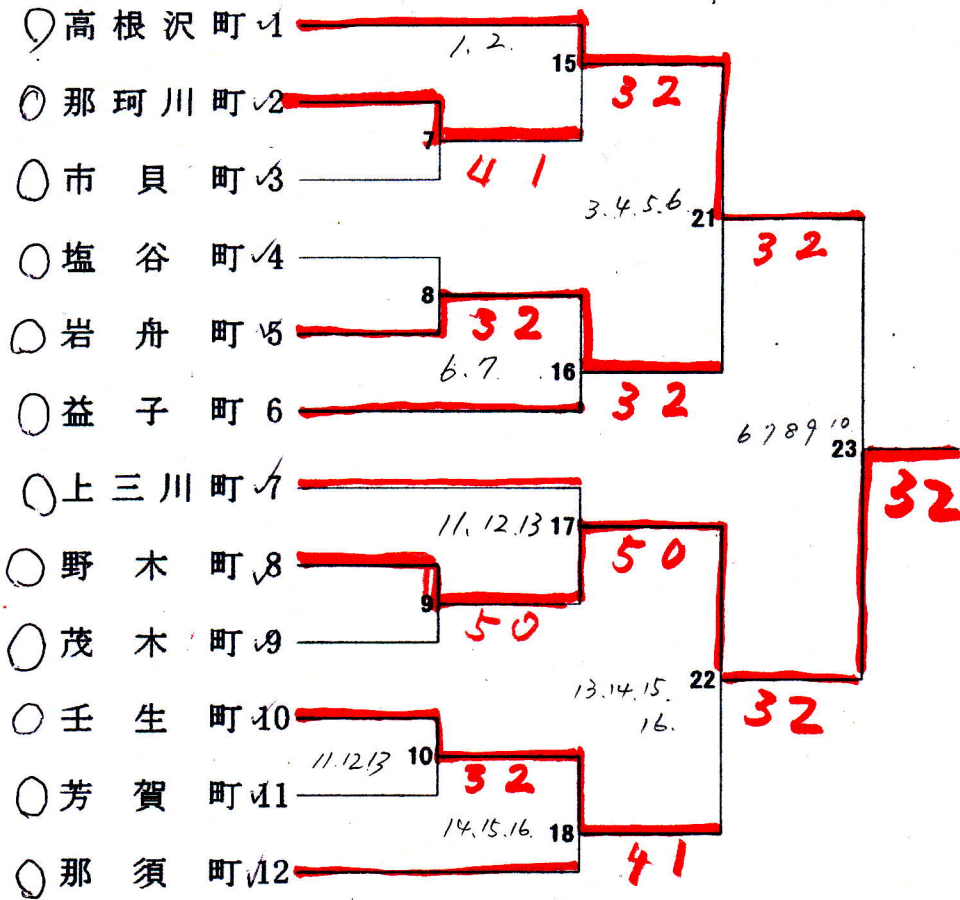 高根沢町 1
1. 2.
15
32
那珂川町 2
7
41
市貝町 3
3.4.5.6.
21
32
塩谷町 4
8
32
岩舟町 5
6.7.
16
32
益子町 6
6 7 8 9 10
23
32
上三川町 7
11.12.13
17
50
野木町 8
9
50
茂木町 9
13.14.15.
16.
22
32
壬生町 10
11.12.13
10
32
芳賀町 11
14.15.16.
18
41
那須町 12